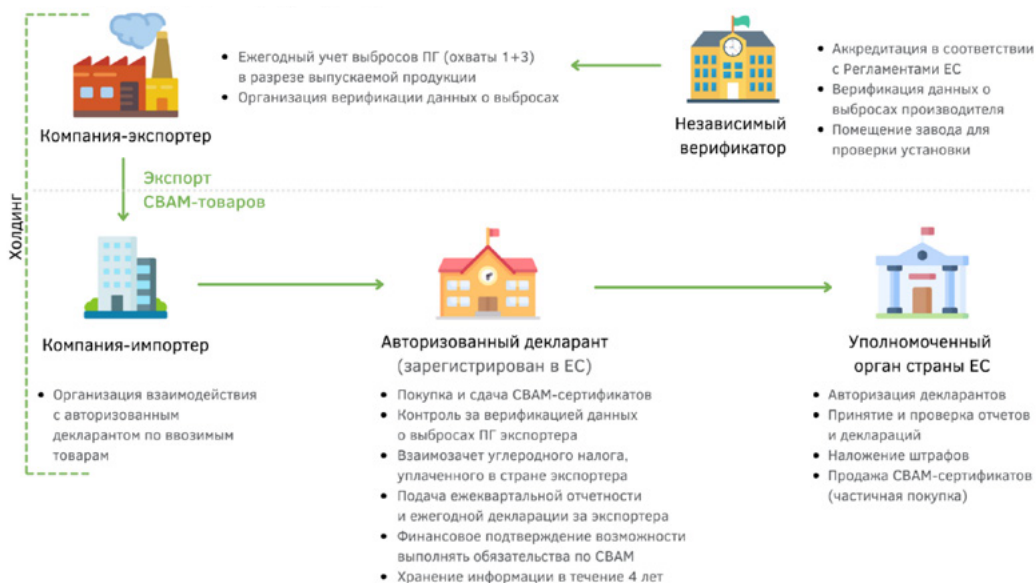 Ежегодный учет выбросов ПГ (охваты 1+3)
в разрезе выпускаемой продукции
Организация верификации данных о выбросах
Компания-экспортер
Независимый
верификатор
Аккредитация в соответствии
с Регламентами ЕС
Верификация данных о
выбросах производителя
Помещение завода для
проверки установки
Экспорт
CBAM-товаров
Холдинг
Компания-импортер
Организация взаимодействия
с авторизованным
декларантом по ввозимым
товарам
Авторизованный декларант
(зарегистрирован в ЕС)
Покупка и сдача CBAM-сертификатов
Контроль за верификацией данных
о выбросах ПГ экспортера
Взаимозачет углеродного налога,
уплаченного в стране экспортера
Подача ежеквартальной отчетности
и ежегодной декларации за экспортера
Финансовое подтверждение возможности
выполнять обязательства по CBAM
Хранение информации в течение 4 лет
Уполномоченный
орган страны ЕС
Авторизация декларантов
Принятие и проверка отчетов
и деклараций
Наложение штрафов
Продажа CBAM-сертификатов
(частичная покупка)